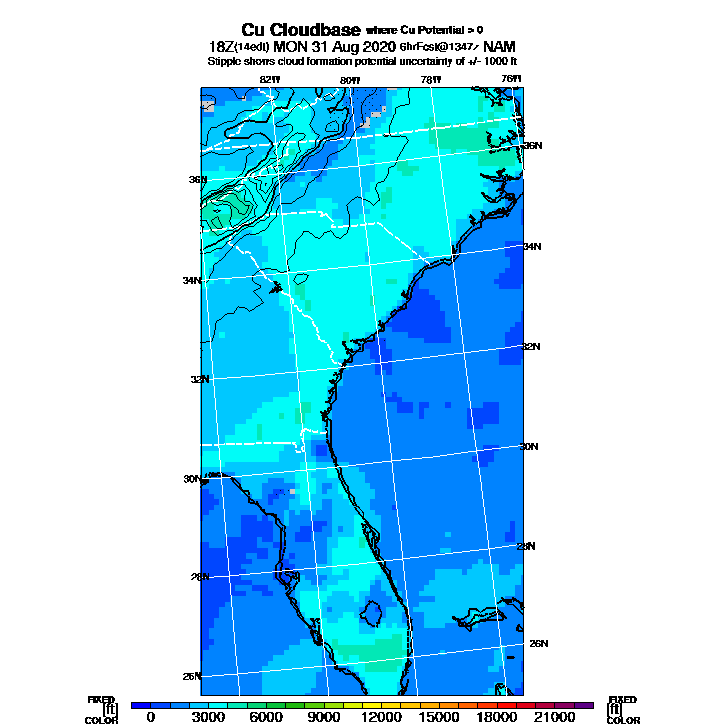 Cu Cloudbase where Cu Potential > 0
18Z(14edt) MON 31 Aug 2020 6hrFcst@1347z NAM
Stipple shows cloud formation potential uncertainty of +/- 1000 ft
82W 80W 78W 76W
36N 36N
34N 34N
32N 32N
30N 30N
28N 28N
26N 26N
FIXED FIXED
[ft] [ft]
COLOR COLOR
0 3000 6000 9000 12000 15000 18000 21000